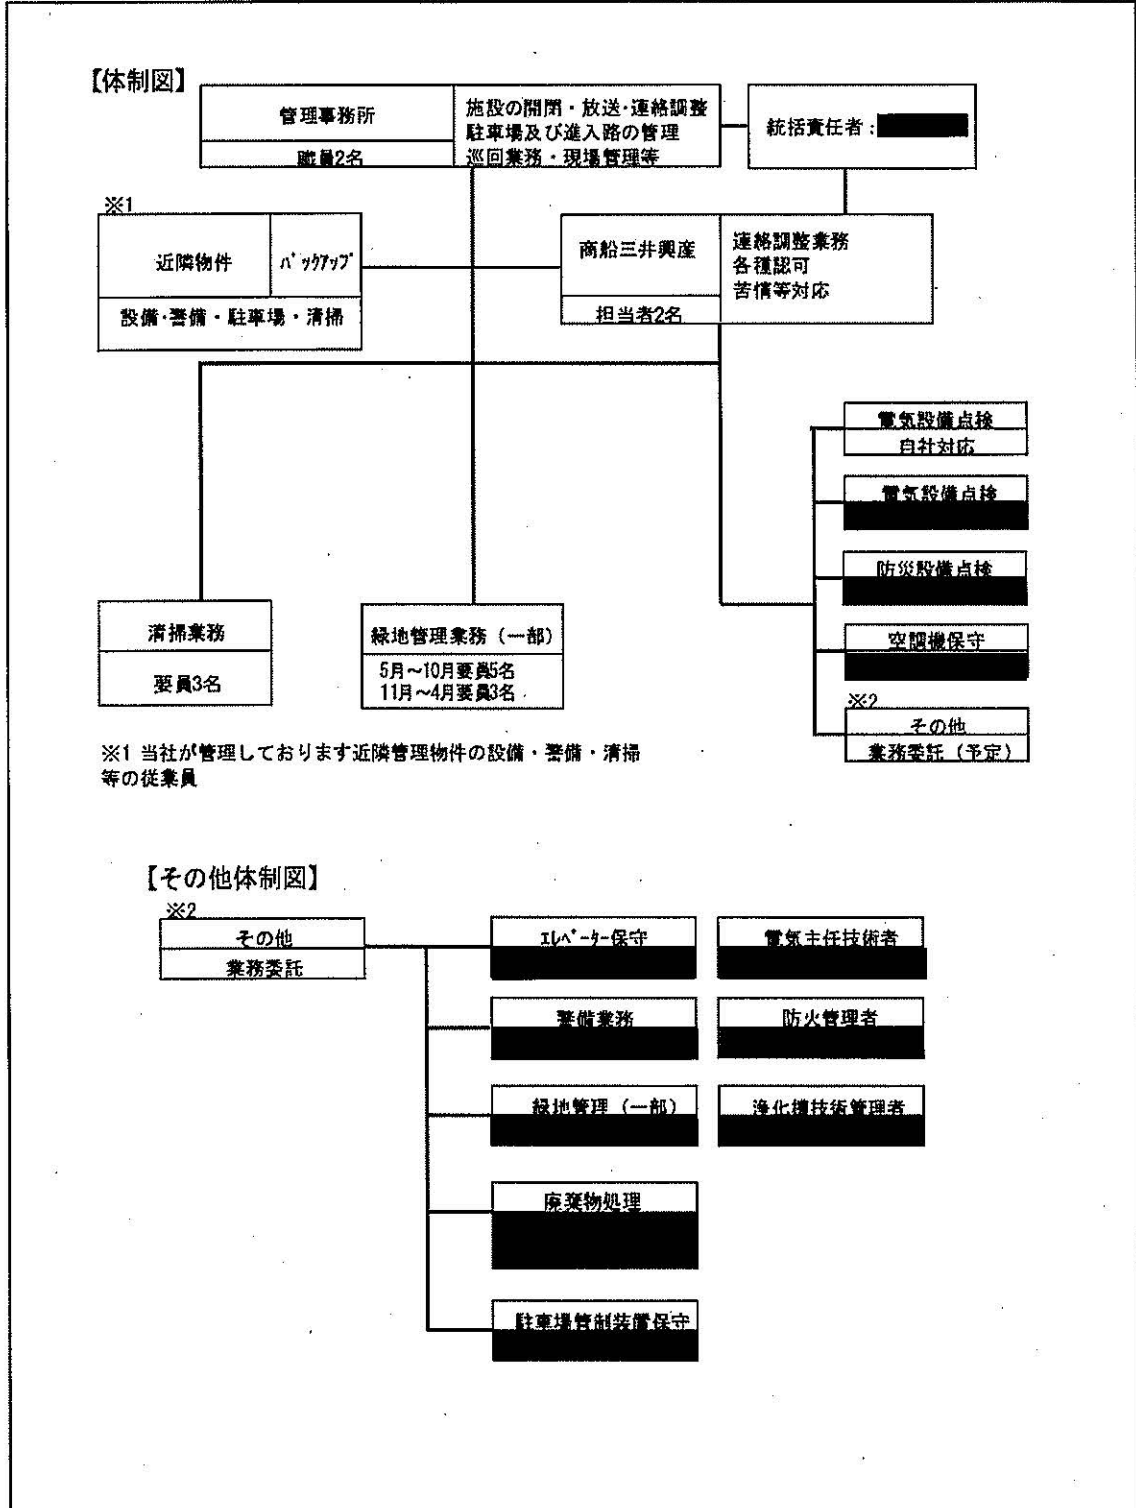 【体制図】
管理事務所
職員2名
施設の開閉・放送・連絡調整
駐車場及び進入路の管理
巡回業務・現場管理等
統括責任者：
※1
近隣物件
ﾊﾞｯｸｱｯﾌﾟ
設備・警備・駐車場・清掃
商船三井興産
担当者2名
連絡調整業務
各種認可
苦情等対応
電気設備点検
自社対応
電気設備点検
防災設備点検
空調機保守
※2
その他
業務委託（予定）
清掃業務
要員3名
緑地管理業務（一部）
5月～10月要員5名
11月～4月要員3名
※1 当社が管理しております近隣管理物件の設備・警備・清掃
等の従業員
【その他体制図】
※2
その他
業務委託
ｴﾚﾍﾞｰﾀｰ保守
電気主任技術者
警備業務
防火管理者
緑地管理（一部）
浄化槽技術管理者
廃棄物処理
駐車場管制装置保守